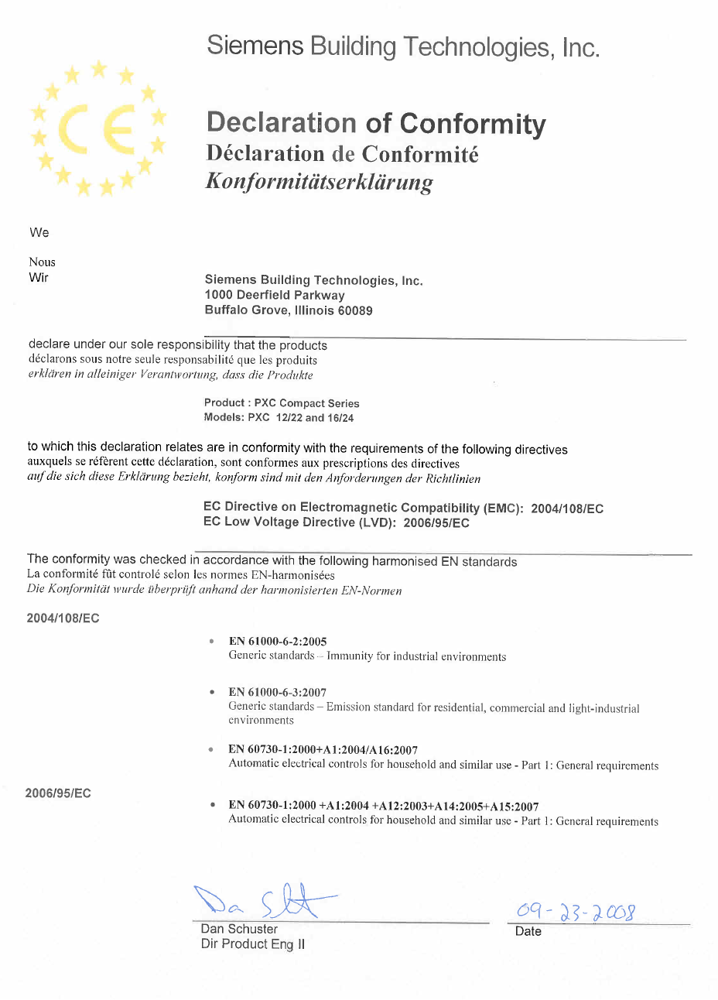 Siemens Building Technologies, Inc.
CE
Declaration of Conformity
Déclaration de Conformité
Konformitätserklärung
We
Nous
Wir
Siemens Building Technologies, Inc.
1000 Deerfield Parkway
Buffalo Grove, Illinois 60089
declare under our sole responsibility that the products
déclarons sous notre seule responsabilité que les produits
erklären in alleiniger Verantwortung, dass die Produkte
Product : PXC Compact Series
Models: PXC 12/22 and 16/24
to which this declaration relates are in conformity with the requirements of the following directives
auxquels se réfèrent cette déclaration, sont conformes aux prescriptions des directives
auf die sich diese Erklärung bezieht, konform sind mit den Anforderungen der Richtlinien
EC Directive on Electromagnetic Compatibility (EMC): 2004/108/EC
EC Low Voltage Directive (LVD): 2006/95/EC
The conformity was checked in accordance with the following harmonised EN standards
La conformité fût controlé selon les normes EN-harmonisées
Die Konformität wurde überprüft anhand der harmonisierten EN-Normen
2004/108/EC
• EN 61000-6-2:2005
Generic standards – Immunity for industrial environments
• EN 61000-6-3:2007
Generic standards – Emission standard for residential, commercial and light-industrial
environments
• EN 60730-1:2000+A1:2004/A16:2007
Automatic electrical controls for household and similar use - Part 1: General requirements
2006/95/EC
• EN 60730-1:2000 +A1:2004 +A12:2003+A14:2005+A15:2007
Automatic electrical controls for household and similar use - Part 1: General requirements
09-23-2008
Dan Schuster
Date
Dir Product Eng II